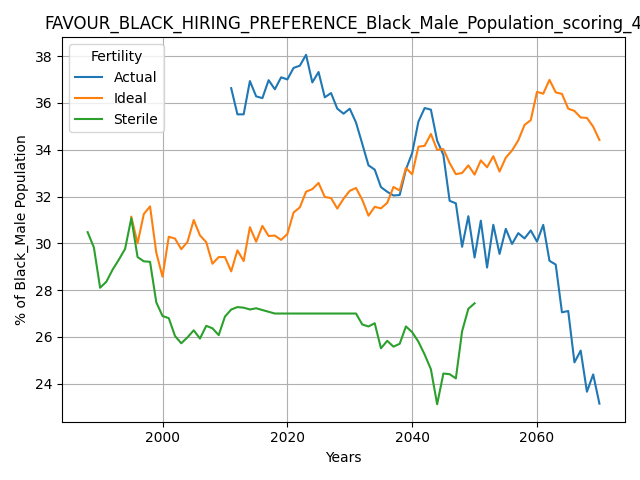 FAVOUR_BLACK_HIRING_PREFERENCE_Black_Male_Population_scoring_4
Fertility
Actual
Ideal
Sterile
% of Black_Male Population
38
36
34
32
30
28
26
24
2000
2020
2040
2060
Years